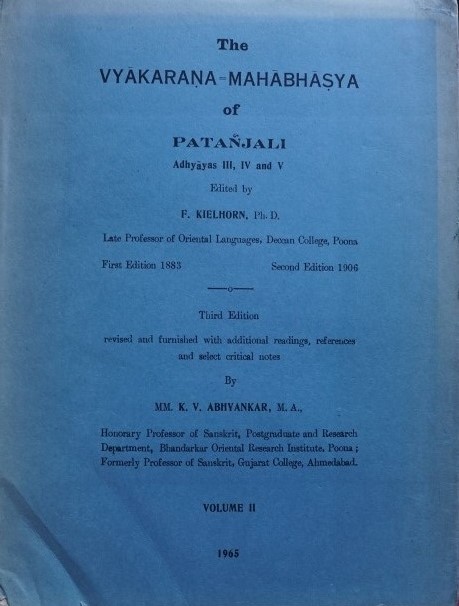 The
VYĀKARAṆA-MAHĀBHĀṢYA
of
PATAÑJALI
Adhyāyas III, IV and V
Edited by
F. KIELHORN, Ph. D.
Late Professor of Oriental Languages, Deccan College, Poona
First Edition 1883 Second Edition 1906
Third Edition
revised and furnished with additional readings, references
and select critical notes
By
MM. K. V. ABHYANKAR, M. A.,
Honorary Professor of Sanskrit, Postgraduate and Research
Department, Bhandarkar Oriental Research Institute, Poona ;
Formerly Professor of Sanskrit, Gujarat College, Ahmedabad.
VOLUME II
1965